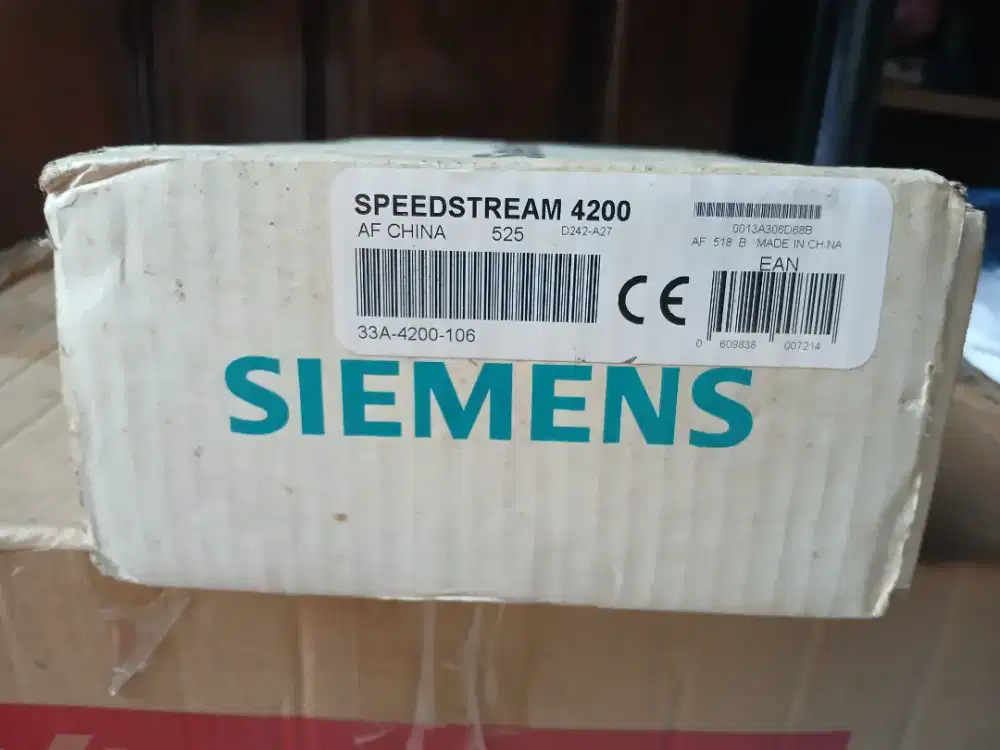 SPEEDSTREAM 4200
AF CHINA 525 D242-A27
33A-4200-106
0013A306D68B
AF 518 B MADE IN CHINA
EAN
CE
0 609838 007214
SIEMENS